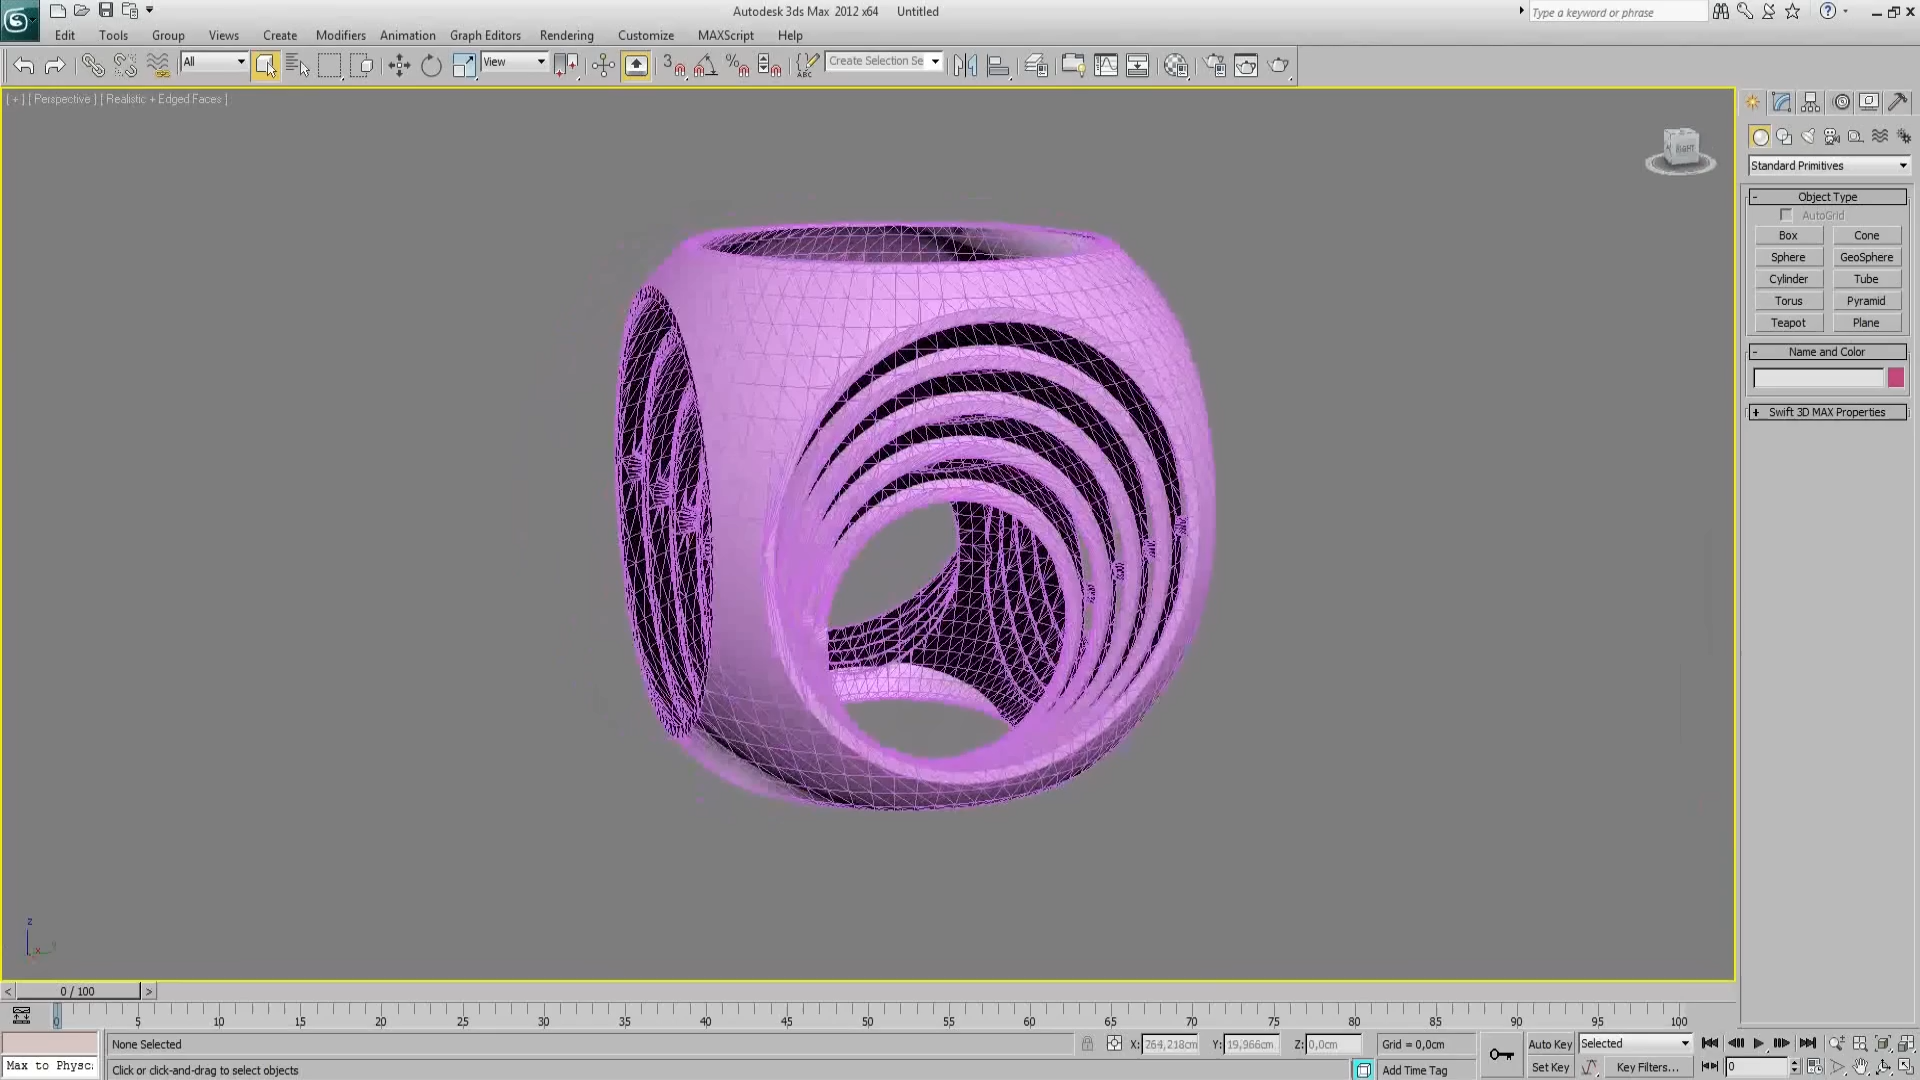 Autodesk 3ds Max 2012 x64 Untitled
Type a keyword or phrase
Edit Tools Group Views Create Modifiers Animation Graph Editors Rendering Customize MAXScript Help
All View 3 % ABC Create Selection Se
[ + ] [ Perspective ] [ Realistic + Edged Faces ]
RIGHT
Standard Primitives
- Object Type
AutoGrid
Box Cone
Sphere GeoSphere
Cylinder Tube
Torus Pyramid
Teapot Plane
- Name and Color
+ Swift 3D MAX Properties
z
x
< 0 / 100 >
0 5 10 15 20 25 30 35 40 45 50 55 60 65 70 75 80 85 90 95 100
None Selected X: 264,218cm Y: 19,966cm Z: 0,0cm Grid = 0,0cm Auto Key Selected
Max to Physc: Click or click-and-drag to select objects Add Time Tag Set Key Key Filters... 0